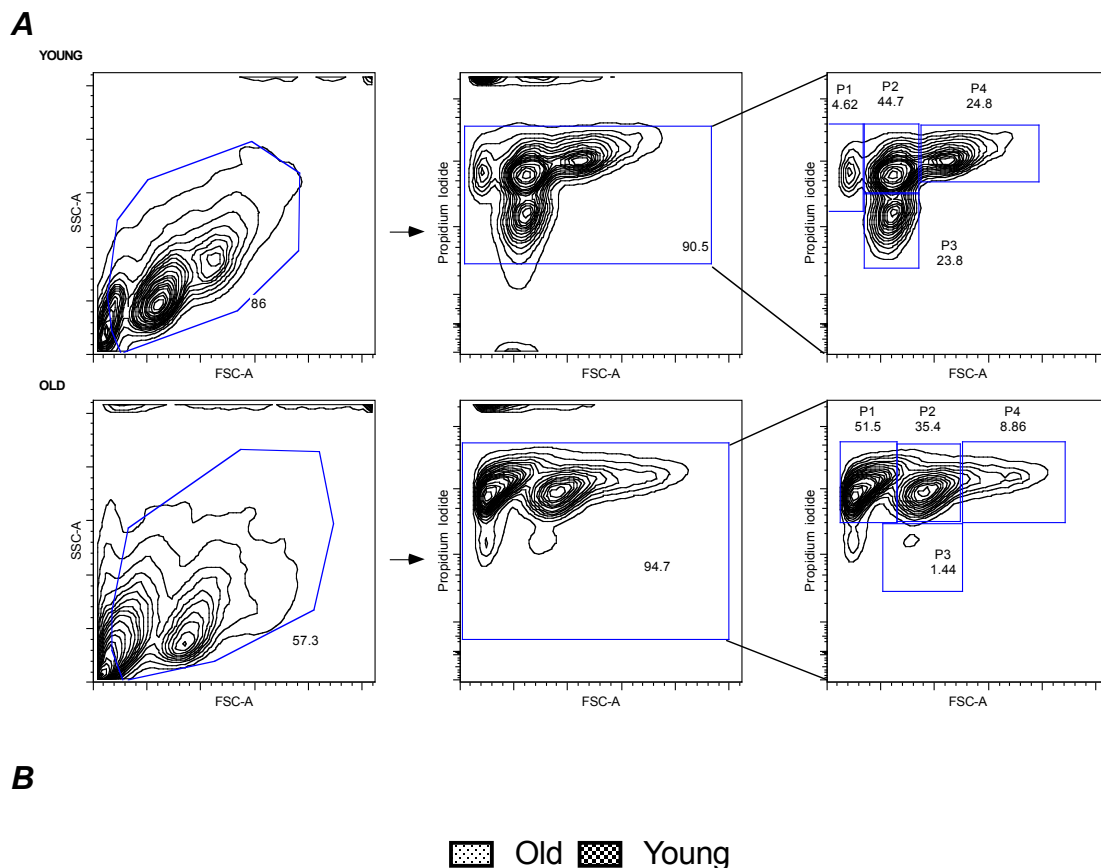 A
YOUNG
SSC-A
86
FSC-A
Propidium Iodide
90.5
FSC-A
P1
4.62
P2
44.7
P4
24.8
P3
23.8
Propidium Iodide
FSC-A
OLD
SSC-A
57.3
FSC-A
Propidium Iodide
94.7
FSC-A
P1
51.5
P2
35.4
P4
8.86
P3
1.44
Propidium iodide
FSC-A
B
Old Young